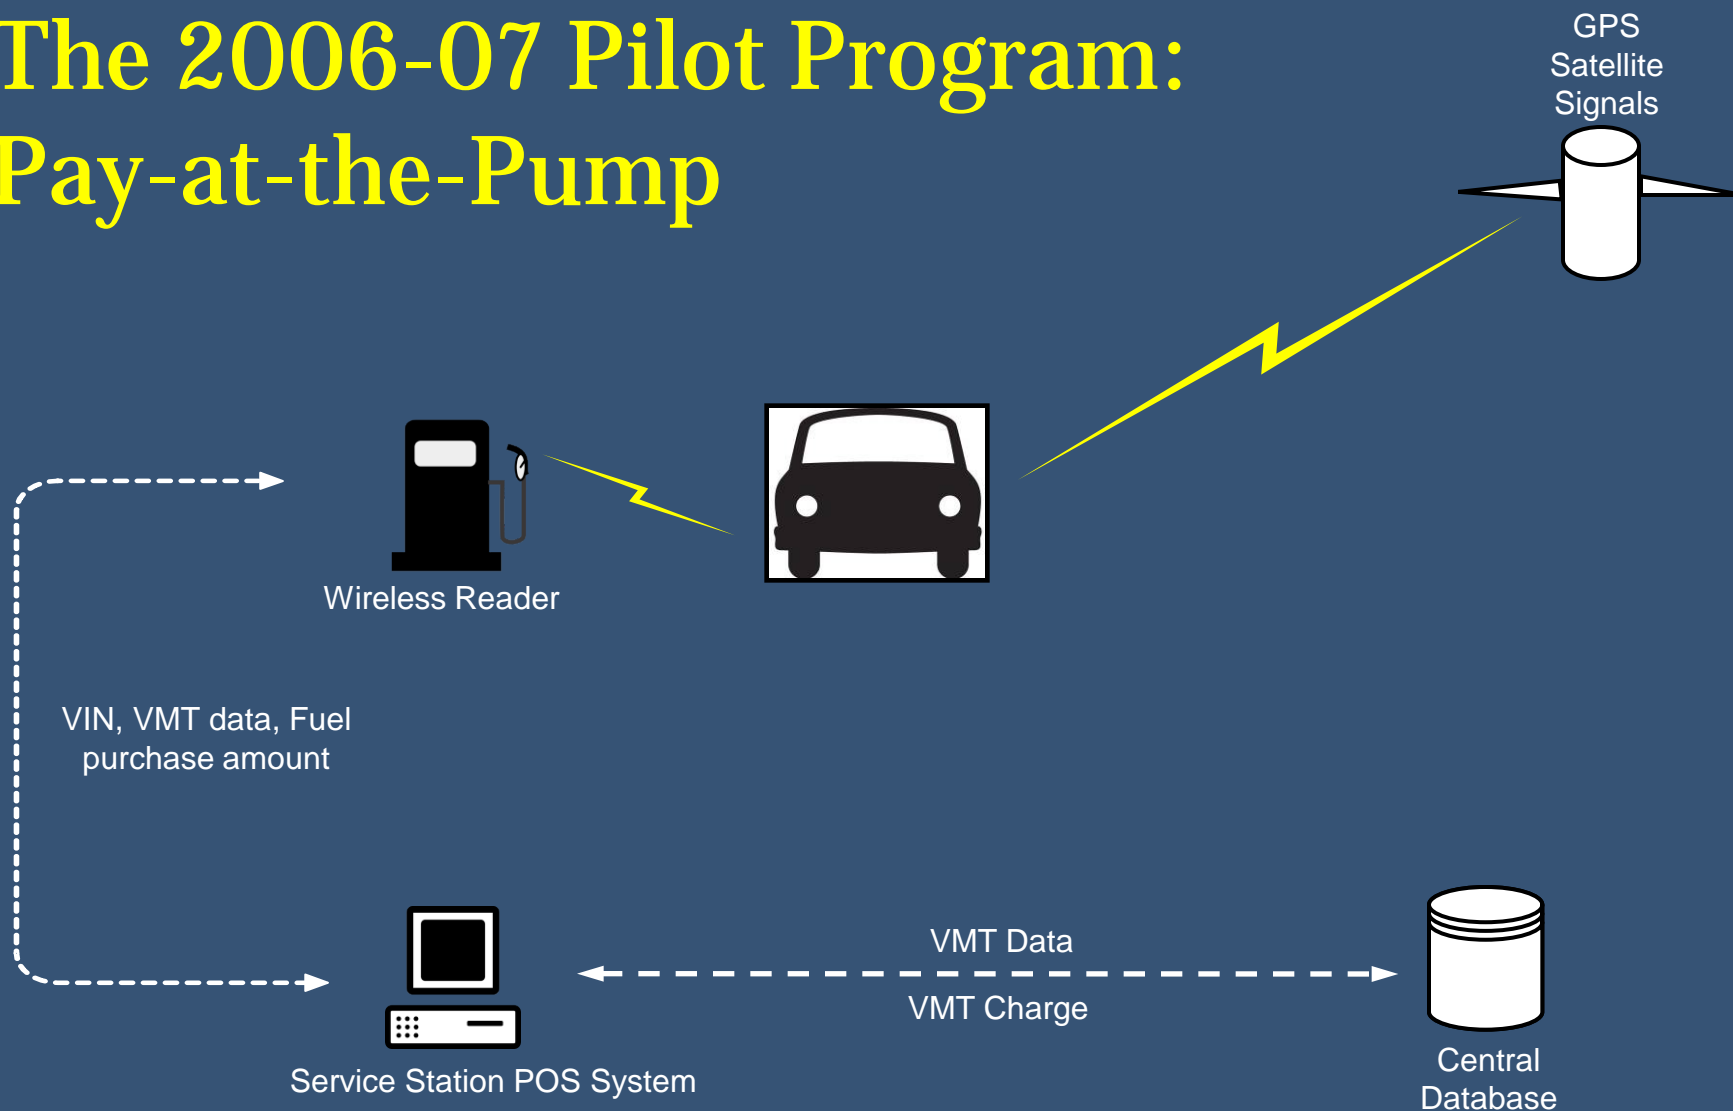 The 2006-07 Pilot Program:
Pay-at-the-Pump
GPS
Satellite
Signals
Wireless Reader
VIN, VMT data, Fuel
purchase amount
VMT Data
VMT Charge
Service Station POS System
Central
Database